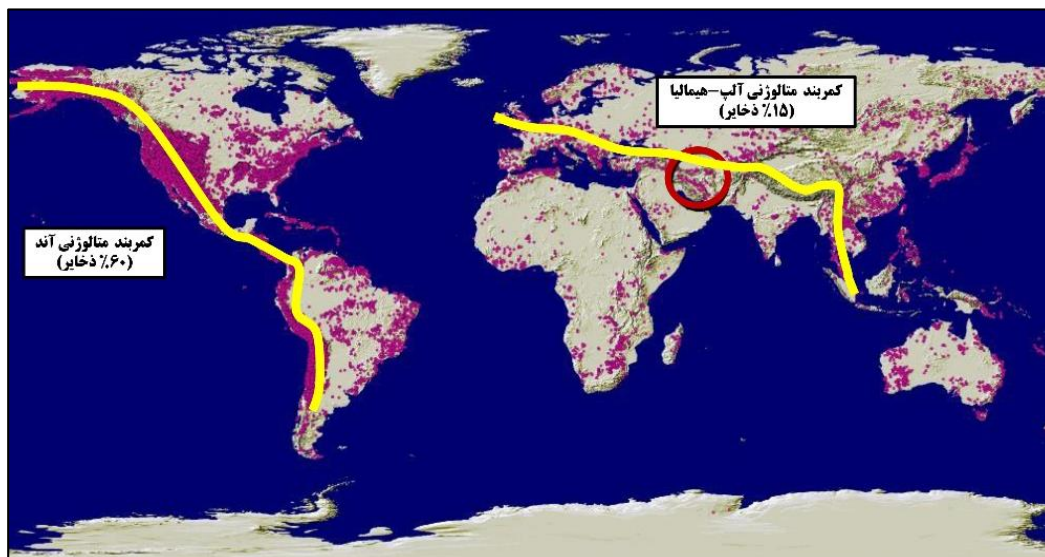 کمربند متالوژنی آلپ–هیمالیا
(۱۵٪ ذخایر)
کمربند متالوژنی آند
(۶۰٪ ذخایر)